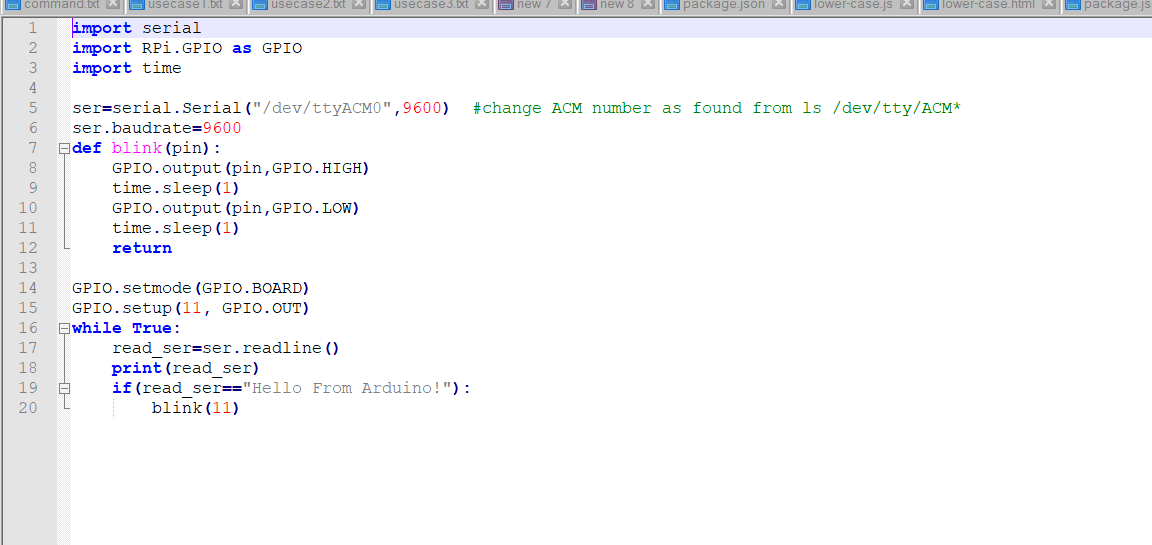 command.txt usecase1.txt usecase2.txt usecase3.txt new 7 new 8 package.json lower-case.js lower-case.html package.js
1 import serial
2 import RPi.GPIO as GPIO
3 import time
4
5 ser=serial.Serial("/dev/ttyACM0",9600)  #change ACM number as found from ls /dev/tty/ACM*
6 ser.baudrate=9600
7 def blink(pin):
8     GPIO.output(pin,GPIO.HIGH)
9     time.sleep(1)
10     GPIO.output(pin,GPIO.LOW)
11     time.sleep(1)
12     return
13
14 GPIO.setmode(GPIO.BOARD)
15 GPIO.setup(11, GPIO.OUT)
16 while True:
17     read_ser=ser.readline()
18     print(read_ser)
19     if(read_ser=="Hello From Arduino!"):
20         blink(11)